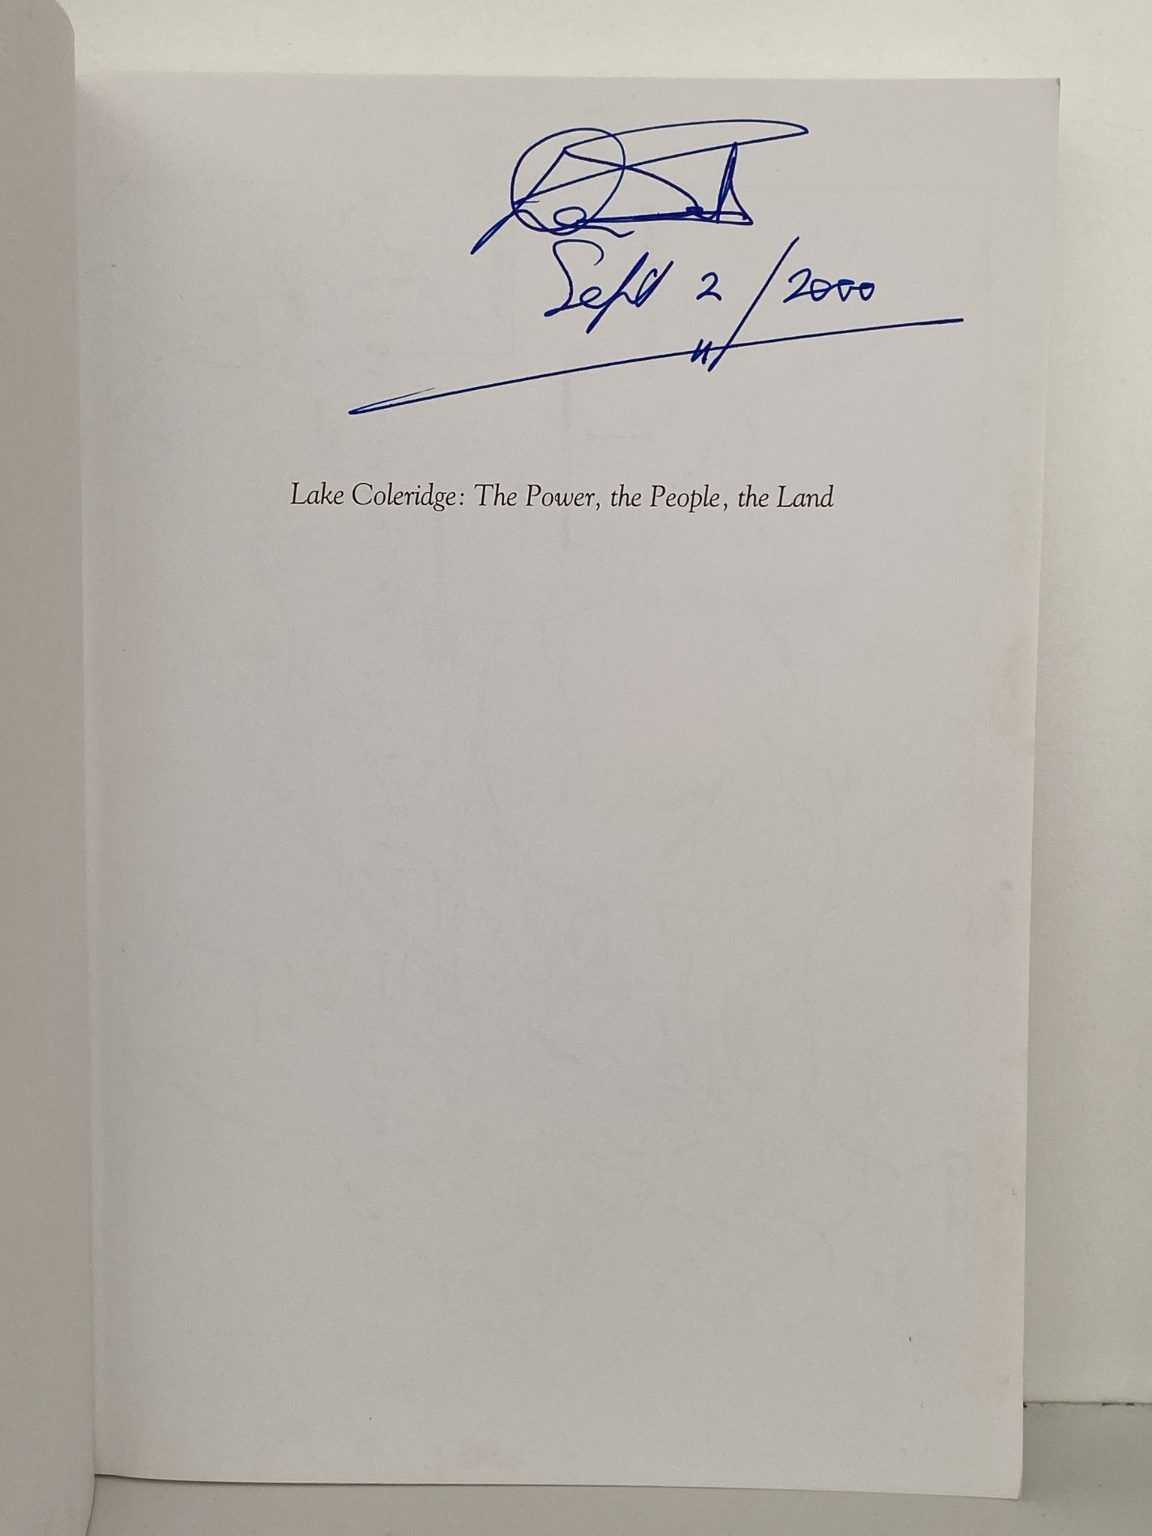 Sept 2/2000
Lake Coleridge: The Power, the People, the Land